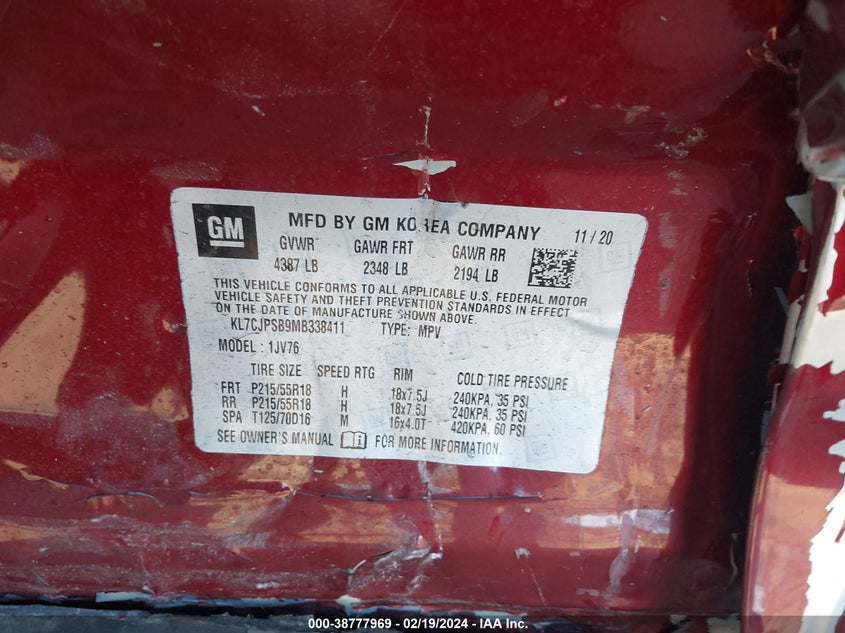 GM
MFD BY GM KOREA COMPANY 11/20
GVWR GAWR FRT GAWR RR
4387 LB 2348 LB 2194 LB
THIS VEHICLE CONFORMS TO ALL APPLICABLE U.S. FEDERAL MOTOR
VEHICLE SAFETY AND THEFT PREVENTION STANDARDS IN EFFECT
ON THE DATE OF MANUFACTURE SHOWN ABOVE.
KL7CJPSB9MB338411 TYPE: MPV
MODEL : 1JV76
TIRE SIZE SPEED RTG RIM COLD TIRE PRESSURE
FRT P215/55R18 H 18x7.5J 240KPA. 35 PSI
RR P215/55R18 H 18x7.5J 240KPA. 35 PSI
SPA T125/70D16 M 16x4.0T 420KPA. 60 PSI
SEE OWNER'S MANUAL FOR MORE INFORMATION.
000-38777969 - 02/19/2024 - IAA Inc.